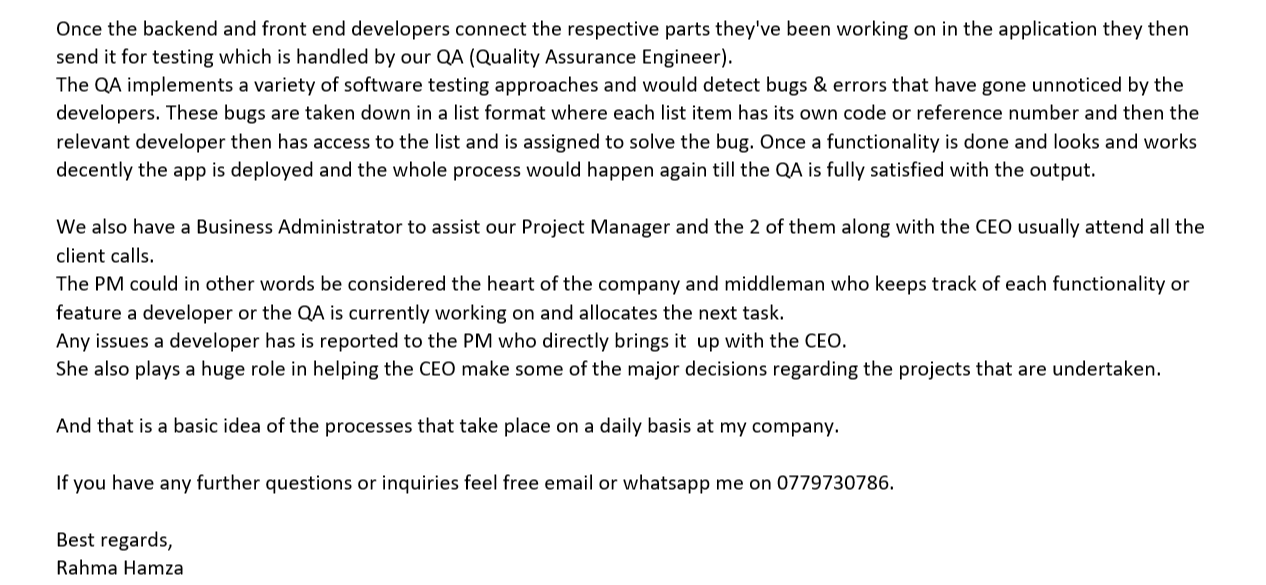 Once the backend and front end developers connect the respective parts they've been working on in the application they then
send it for testing which is handled by our QA (Quality Assurance Engineer).
The QA implements a variety of software testing approaches and would detect bugs & errors that have gone unnoticed by the
developers. These bugs are taken down in a list format where each list item has its own code or reference number and then the
relevant developer then has access to the list and is assigned to solve the bug. Once a functionality is done and looks and works
decently the app is deployed and the whole process would happen again till the QA is fully satisfied with the output.
We also have a Business Administrator to assist our Project Manager and the 2 of them along with the CEO usually attend all the
client calls.
The PM could in other words be considered the heart of the company and middleman who keeps track of each functionality or
feature a developer or the QA is currently working on and allocates the next task.
Any issues a developer has is reported to the PM who directly brings it  up with the CEO.
She also plays a huge role in helping the CEO make some of the major decisions regarding the projects that are undertaken.
And that is a basic idea of the processes that take place on a daily basis at my company.
If you have any further questions or inquiries feel free email or whatsapp me on 0779730786.
Best regards,
Rahma Hamza